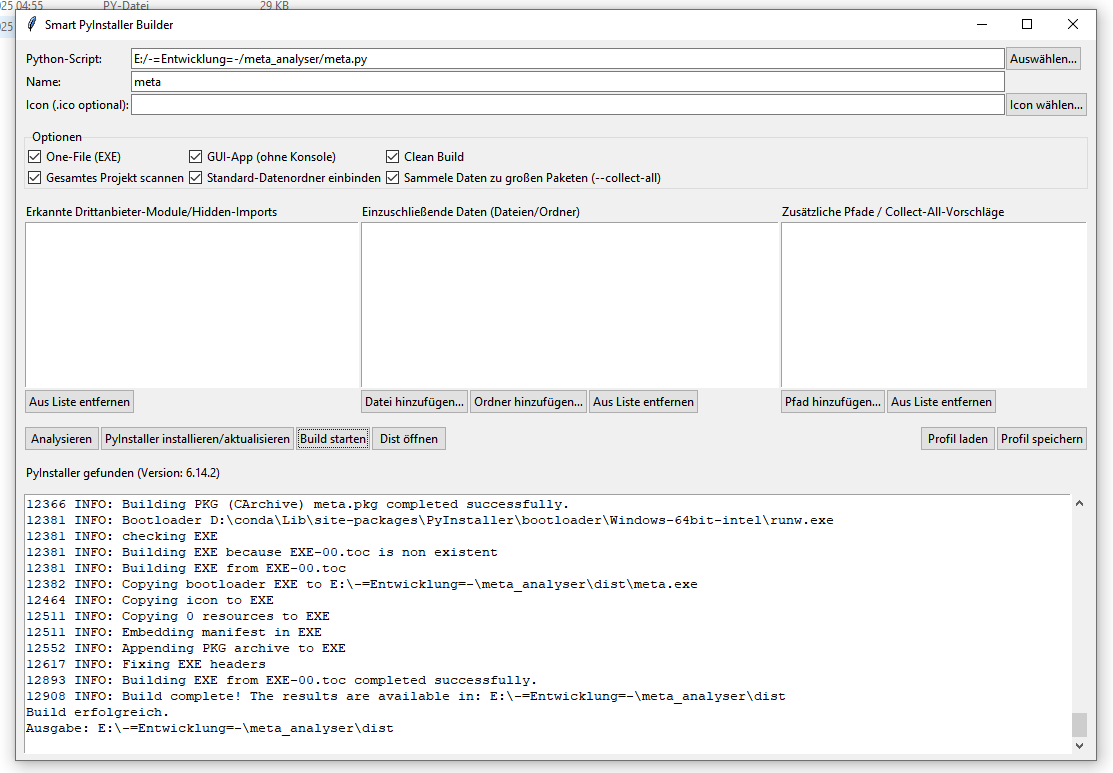 025 04:55 PY-Datei 29 KB
025
Smart PyInstaller Builder
Python-Script: E:/-=Entwicklung=-/meta_analyser/meta.py Auswählen...
Name: meta
Icon (.ico optional): Icon wählen...
Optionen
One-File (EXE) GUI-App (ohne Konsole) Clean Build
Gesamtes Projekt scannen Standard-Datenordner einbinden Sammele Daten zu großen Paketen (--collect-all)
Erkannte Drittanbieter-Module/Hidden-Imports Einzuschließende Daten (Dateien/Ordner) Zusätzliche Pfade / Collect-All-Vorschläge
Aus Liste entfernen Datei hinzufügen... Ordner hinzufügen... Aus Liste entfernen Pfad hinzufügen... Aus Liste entfernen
Analysieren PyInstaller installieren/aktualisieren Build starten Dist öffnen Profil laden Profil speichern
PyInstaller gefunden (Version: 6.14.2)
12366 INFO: Building PKG (CArchive) meta.pkg completed successfully.
12381 INFO: Bootloader D:\conda\Lib\site-packages\PyInstaller\bootloader\Windows-64bit-intel\runw.exe
12381 INFO: checking EXE
12381 INFO: Building EXE because EXE-00.toc is non existent
12381 INFO: Building EXE from EXE-00.toc
12382 INFO: Copying bootloader EXE to E:\-=Entwicklung=-\meta_analyser\dist\meta.exe
12464 INFO: Copying icon to EXE
12511 INFO: Copying 0 resources to EXE
12511 INFO: Embedding manifest in EXE
12552 INFO: Appending PKG archive to EXE
12617 INFO: Fixing EXE headers
12893 INFO: Building EXE from EXE-00.toc completed successfully.
12908 INFO: Build complete! The results are available in: E:\-=Entwicklung=-\meta_analyser\dist
Build erfolgreich.
Ausgabe: E:\-=Entwicklung=-\meta_analyser\dist